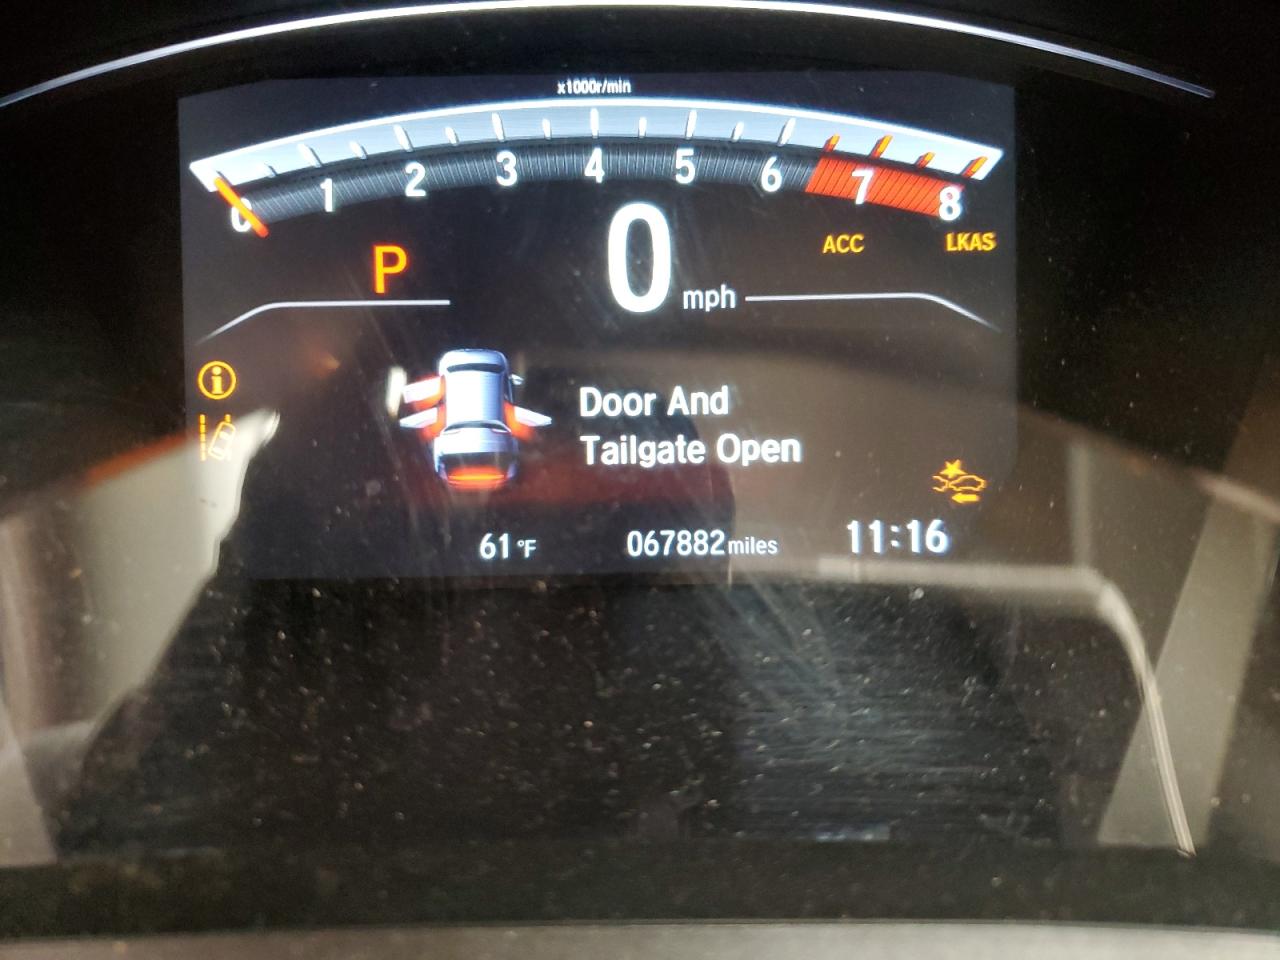 x1000r/min
0 1 2 3 4 5 6 7 8
P
0 mph
ACC
LKAS
Door And
Tailgate Open
61 °F
067882 miles
11:16